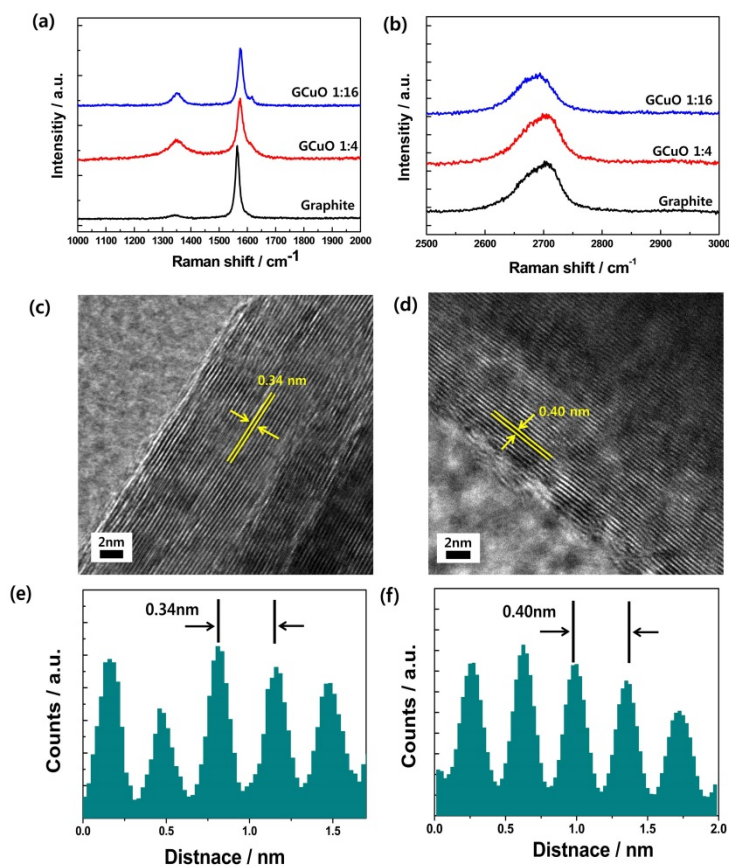 (a)
Intensitiy / a.u.
GCuO 1:16
GCuO 1:4
Graphite
1000 1100 1200 1300 1400 1500 1600 1700 1800 1900 2000
Raman shift / cm-1
(b)
Intensitiy / a.u.
GCuO 1:16
GCuO 1:4
Graphite
2500 2600 2700 2800 2900 3000
Raman shift / cm-1
(c)
0.34 nm
2nm
(d)
0.40 nm
2nm
(e)
0.34nm
Counts / a.u.
0.0 0.5 1.0 1.5
Distnace / nm
(f)
0.40nm
Counts / a.u.
0.0 0.5 1.0 1.5 2.0
Distnace / nm